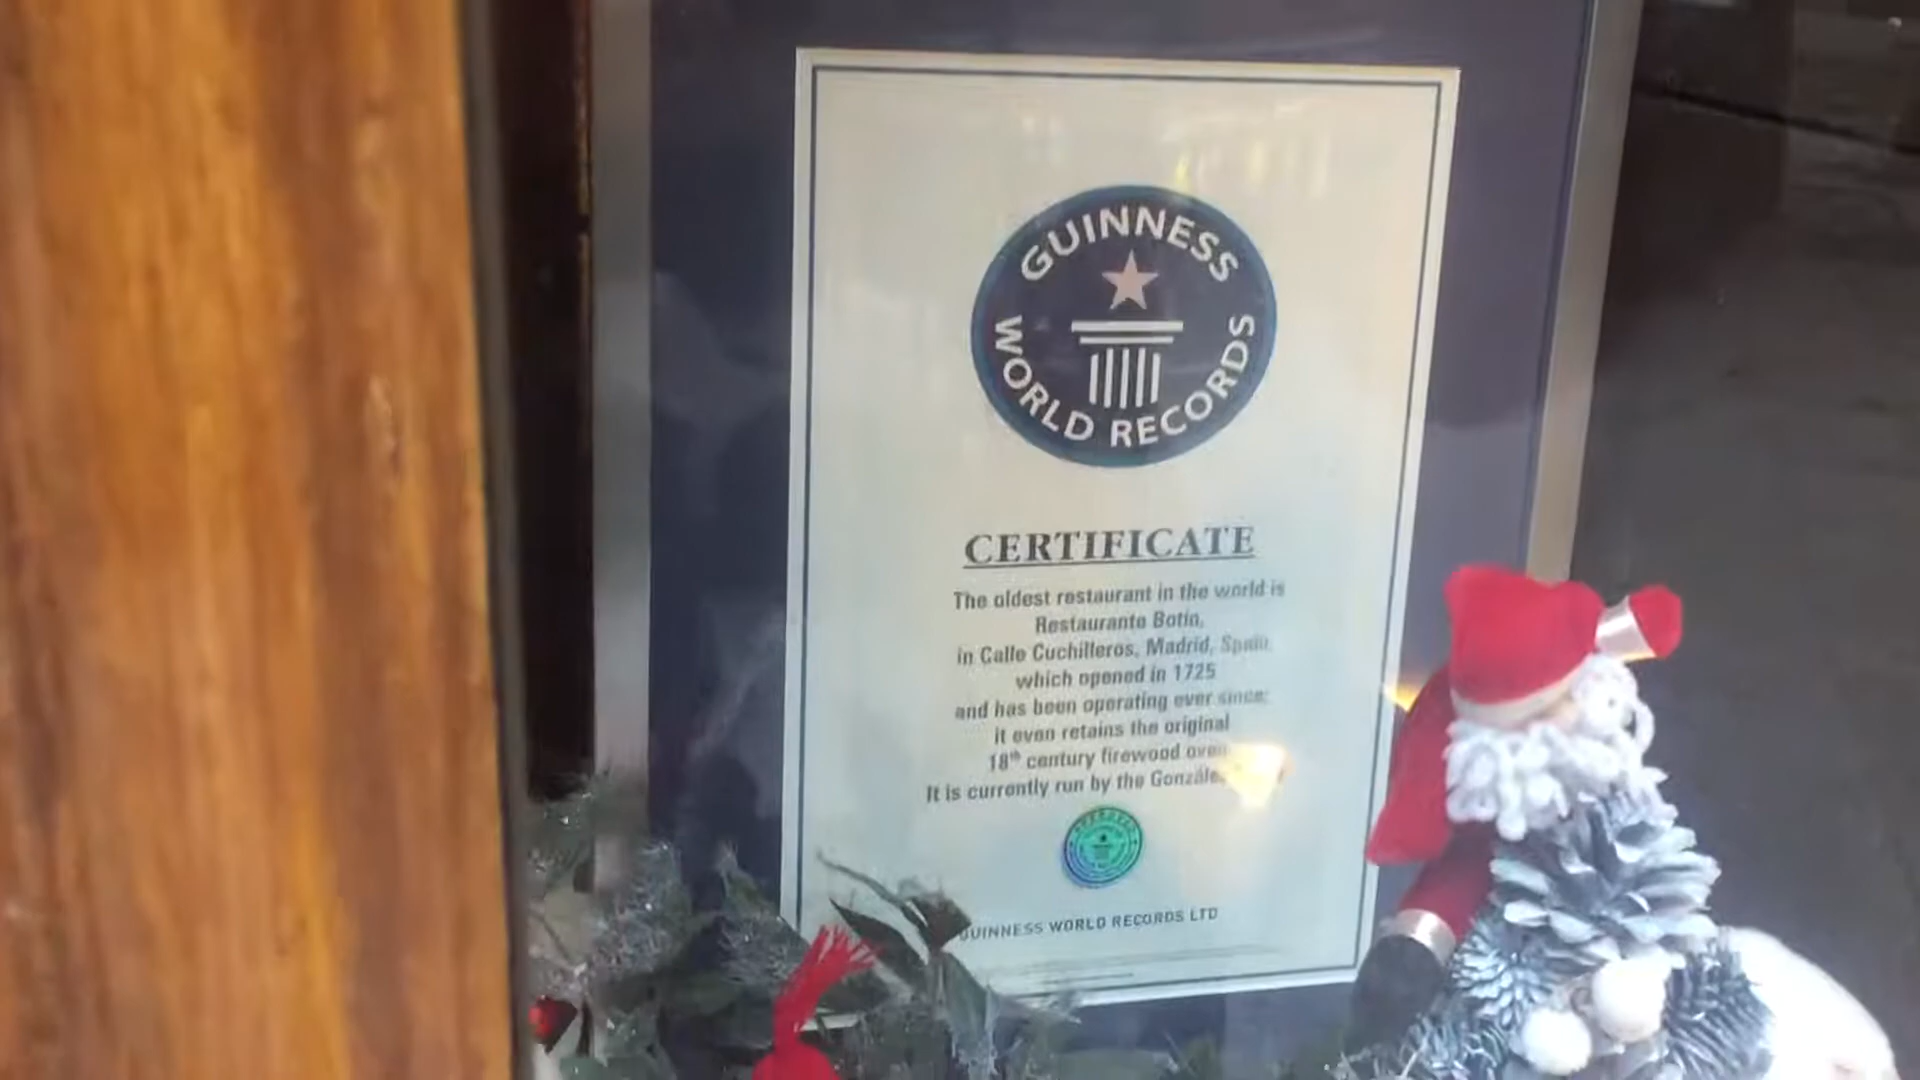 GUINNESS
WORLD RECORDS
CERTIFICATE
The oldest restaurant in the world is
Restaurante Botín,
in Calle Cuchilleros, Madrid, Spain
which opened in 1725
and has been operating ever since;
it even retains the original
18th century firewood oven
It is currently run by the
GUINNESS WORLD RECORDS LTD